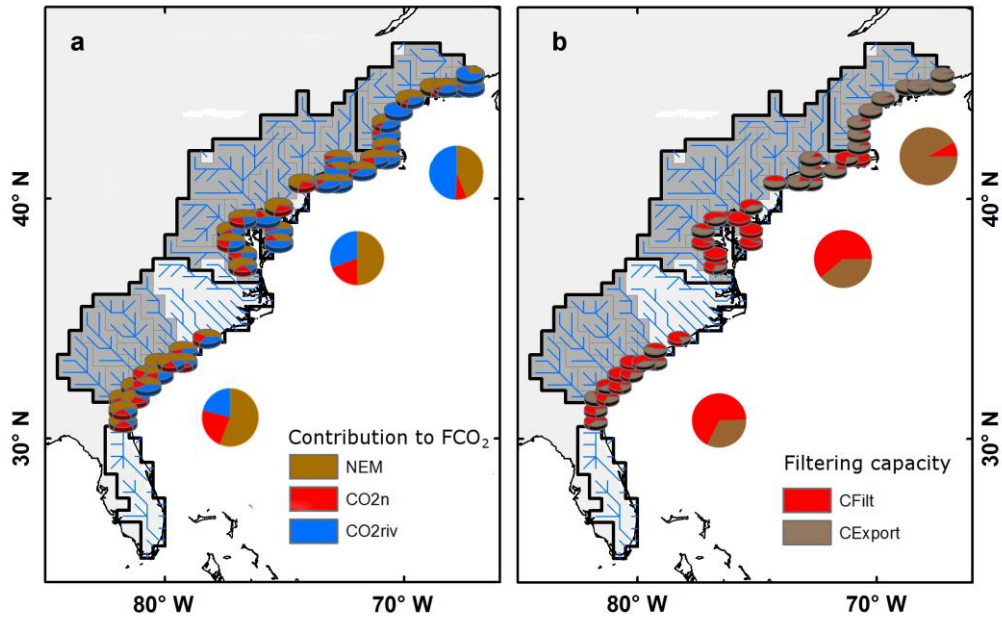 a
b
40° N
30° N
Contribution to FCO₂
NEM
CO2n
CO2riv
Filtering capacity
CFilt
CExport
40° N
30° N
80° W
70° W
80° W
70° W